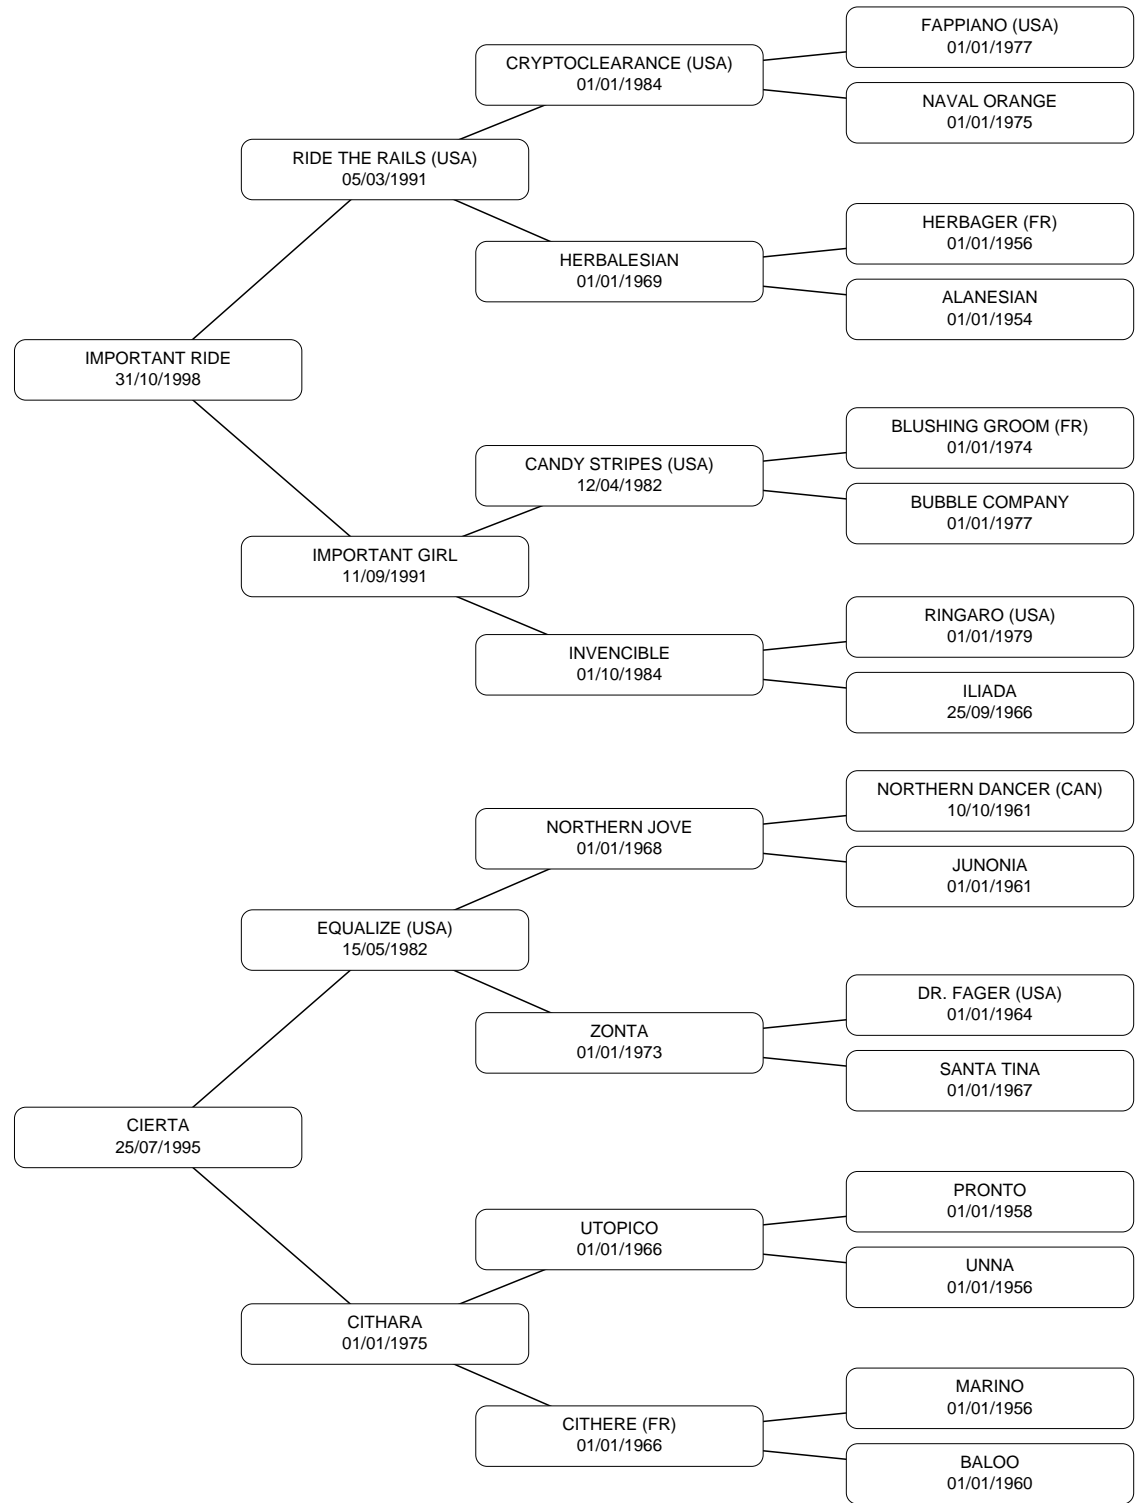 FAPPIANO (USA)
01/01/1977
CRYPTOCLEARANCE (USA)
01/01/1984
NAVAL ORANGE
01/01/1975
RIDE THE RAILS (USA)
05/03/1991
HERBAGER (FR)
01/01/1956
HERBALESIAN
01/01/1969
ALANESIAN
01/01/1954
IMPORTANT RIDE
31/10/1998
BLUSHING GROOM (FR)
01/01/1974
CANDY STRIPES (USA)
12/04/1982
BUBBLE COMPANY
01/01/1977
IMPORTANT GIRL
11/09/1991
RINGARO (USA)
01/01/1979
INVENCIBLE
01/10/1984
ILIADA
25/09/1966
NORTHERN DANCER (CAN)
10/10/1961
NORTHERN JOVE
01/01/1968
JUNONIA
01/01/1961
EQUALIZE (USA)
15/05/1982
DR. FAGER (USA)
01/01/1964
ZONTA
01/01/1973
SANTA TINA
01/01/1967
CIERTA
25/07/1995
PRONTO
01/01/1958
UTOPICO
01/01/1966
UNNA
01/01/1956
CITHARA
01/01/1975
MARINO
01/01/1956
CITHERE (FR)
01/01/1966
BALOO
01/01/1960